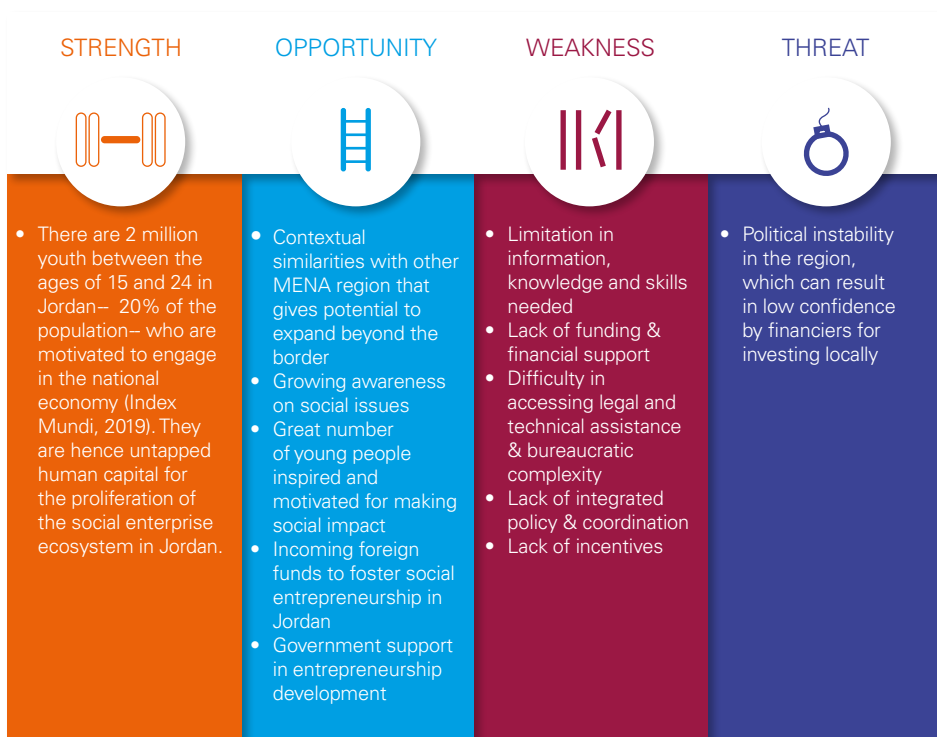 STRENGTH
OPPORTUNITY
WEAKNESS
THREAT
• There are 2 million
youth between the
ages of 15 and 24 in
Jordan– 20% of the
population– who are
motivated to engage
in the national
economy (Index
Mundi, 2019). They
are hence untapped
human capital for
the proliferation of
the social enterprise
ecosystem in Jordan.
• Contextual
similarities with other
MENA region that
gives potential to
expand beyond the
border
• Growing awareness
on social issues
• Great number
of young people
inspired and
motivated for making
social impact
• Incoming foreign
funds to foster social
entrepreneurship in
Jordan
• Government support
in entrepreneurship
development
• Limitation in
information,
knowledge and skills
needed
• Lack of funding &
financial support
• Difficulty in
accessing legal and
technical assistance
& bureaucratic
complexity
• Lack of integrated
policy & coordination
• Lack of incentives
• Political instability
in the region,
which can result
in low confidence
by financiers for
investing locally